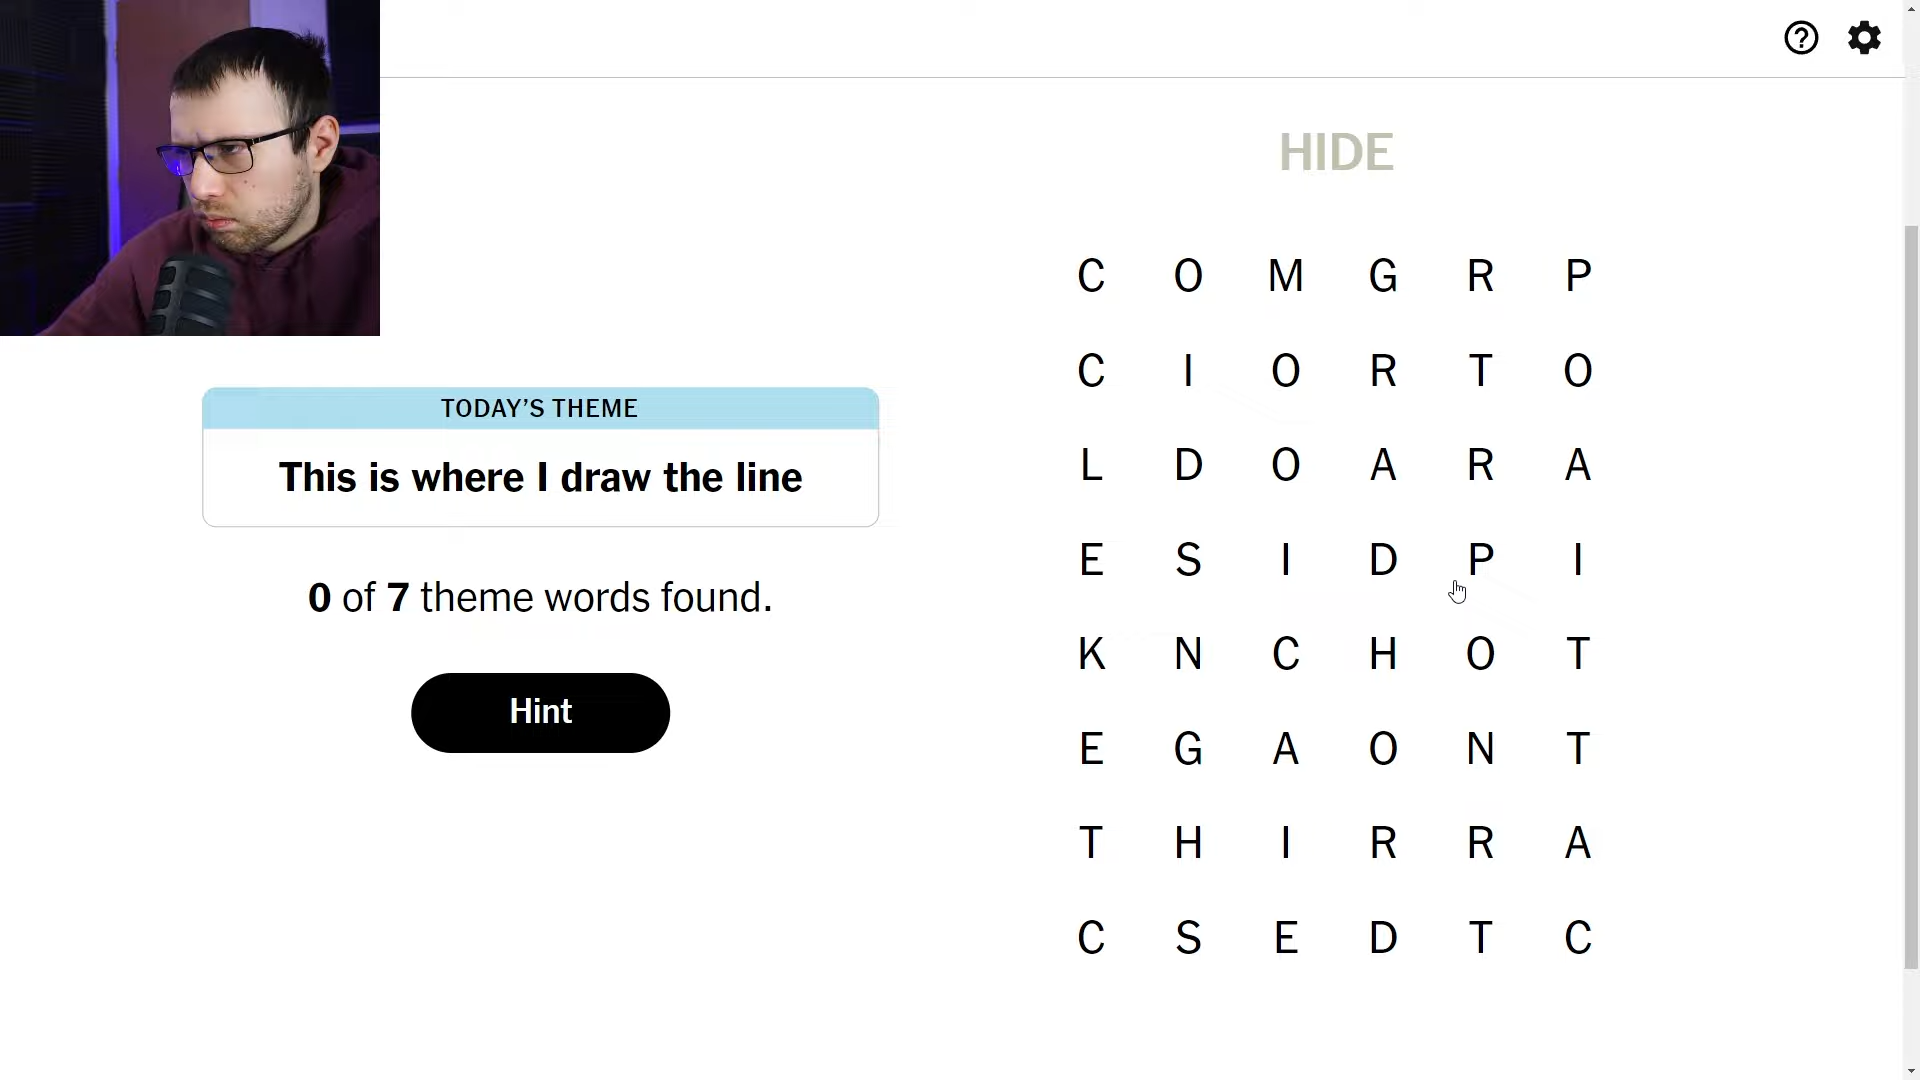 HIDE
TODAY'S THEME
This is where I draw the line
0 of 7 theme words found.
Hint
C O M G R P
C I O R T O
L D O A R A
E S I D P I
K N C H O T
E G A O N T
T H I R R A
C S E D T C